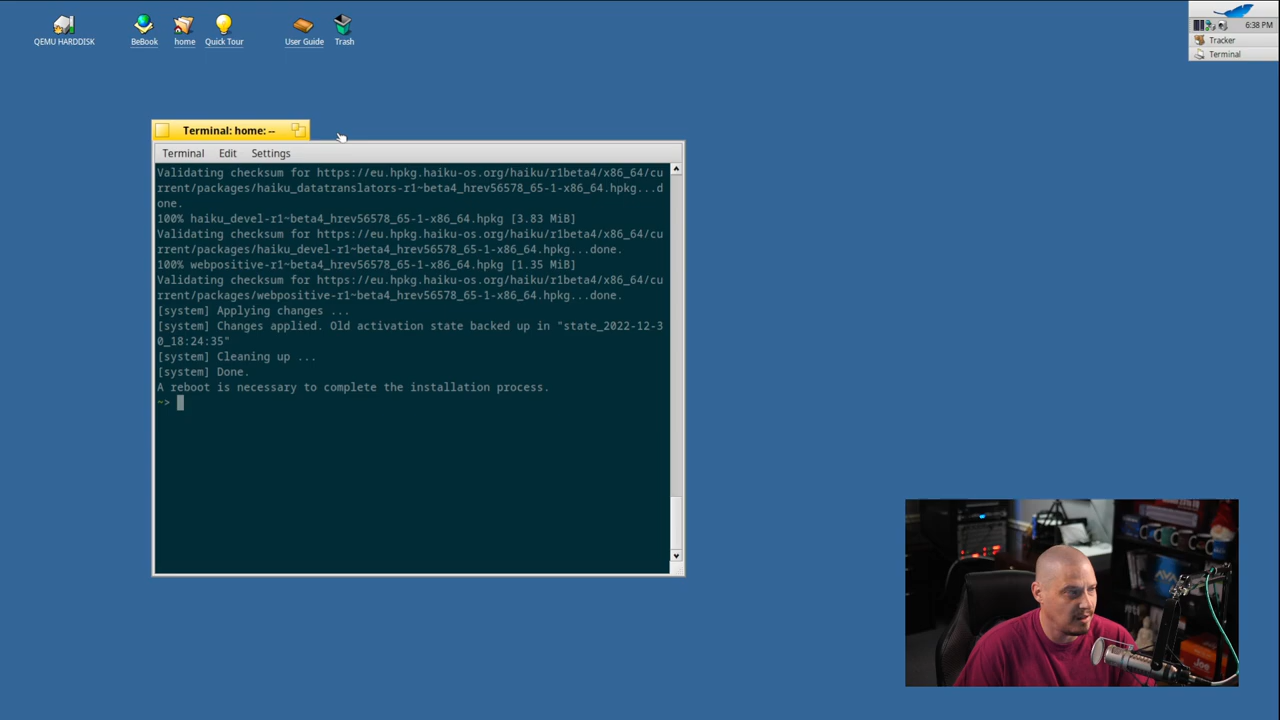 QEMU HARDDISK
BeBook
home
Quick Tour
User Guide
Trash
6:38 PM
Tracker
Terminal
Terminal: home: --
Terminal Edit Settings
Validating checksum for https://eu.hpkg.haiku-os.org/haiku/r1beta4/x86_64/cu
rrent/packages/haiku_datatranslators-r1~beta4_hrev56578_65-1-x86_64.hpkg...d
one.
100% haiku_devel-r1~beta4_hrev56578_65-1-x86_64.hpkg [3.83 MiB]
Validating checksum for https://eu.hpkg.haiku-os.org/haiku/r1beta4/x86_64/cu
rrent/packages/haiku_devel-r1~beta4_hrev56578_65-1-x86_64.hpkg...done.
100% webpositive-r1~beta4_hrev56578_65-1-x86_64.hpkg [1.35 MiB]
Validating checksum for https://eu.hpkg.haiku-os.org/haiku/r1beta4/x86_64/cu
rrent/packages/webpositive-r1~beta4_hrev56578_65-1-x86_64.hpkg...done.
[system] Applying changes ...
[system] Changes applied. Old activation state backed up in "state_2022-12-3
0_18:24:35"
[system] Cleaning up ...
[system] Done.
A reboot is necessary to complete the installation process.
~>
AVA
Joe